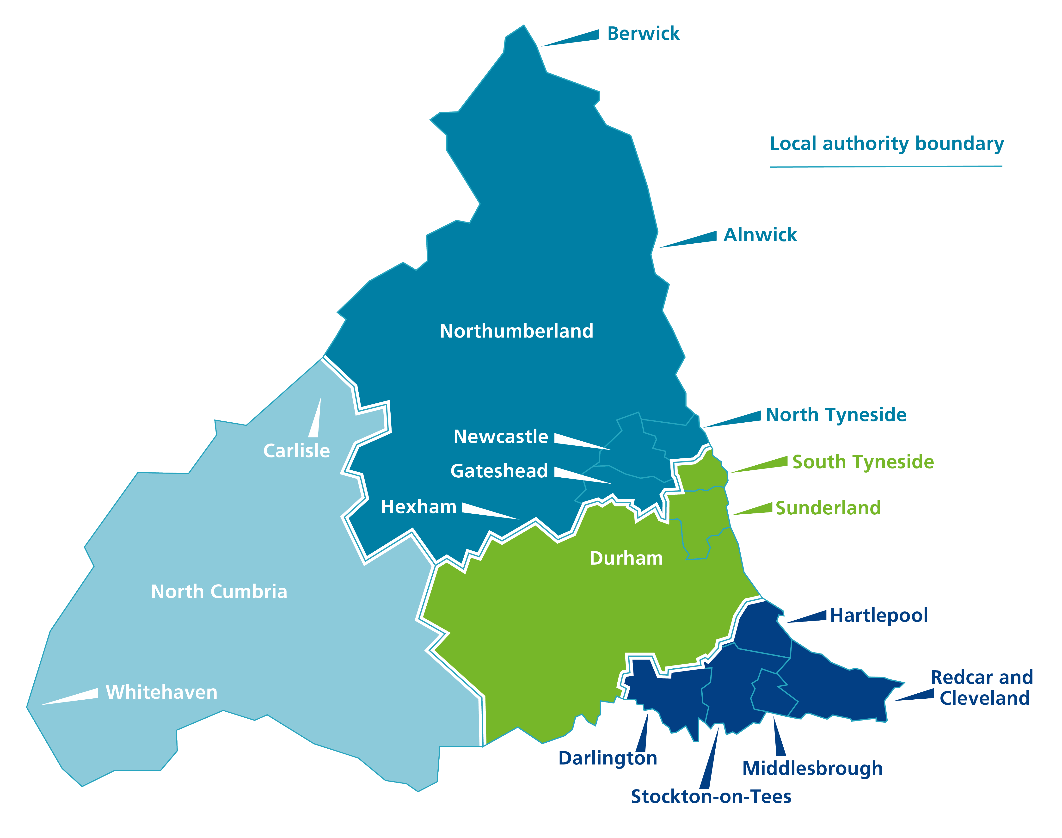 Berwick
Local authority boundary
Alnwick
Northumberland
North Tyneside
Newcastle
Carlisle
South Tyneside
Gateshead
Hexham
Sunderland
Durham
North Cumbria
Hartlepool
Redcar and
Cleveland
Whitehaven
Darlington
Middlesbrough
Stockton-on-Tees